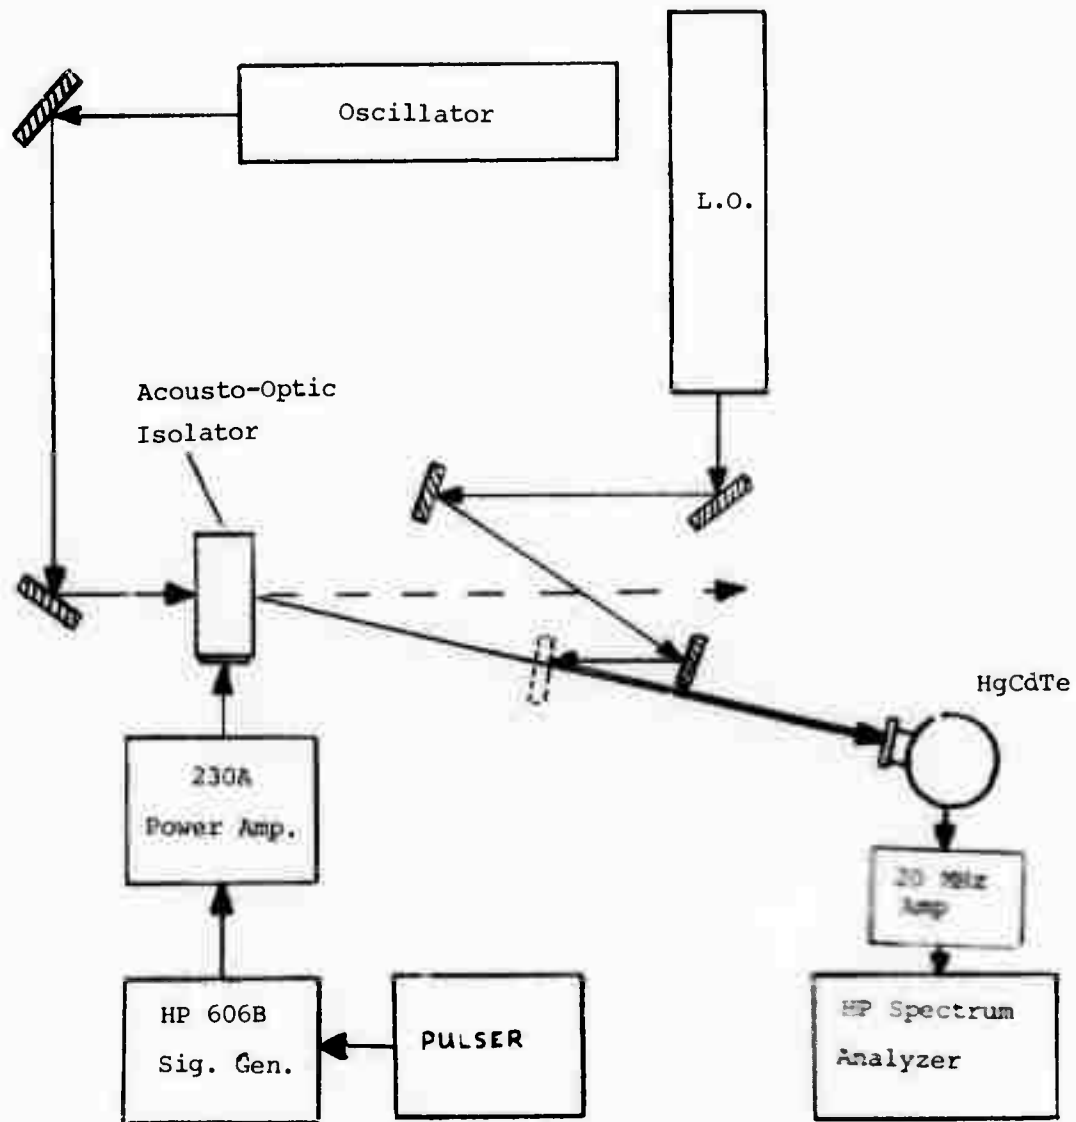 Oscillator
L.O.
Acousto-Optic
Isolator
HgCdTe
230A
Power Amp.
20 MHz
Amp
HP 606B
Sig. Gen.
PULSER
HP Spectrum
Analyzer